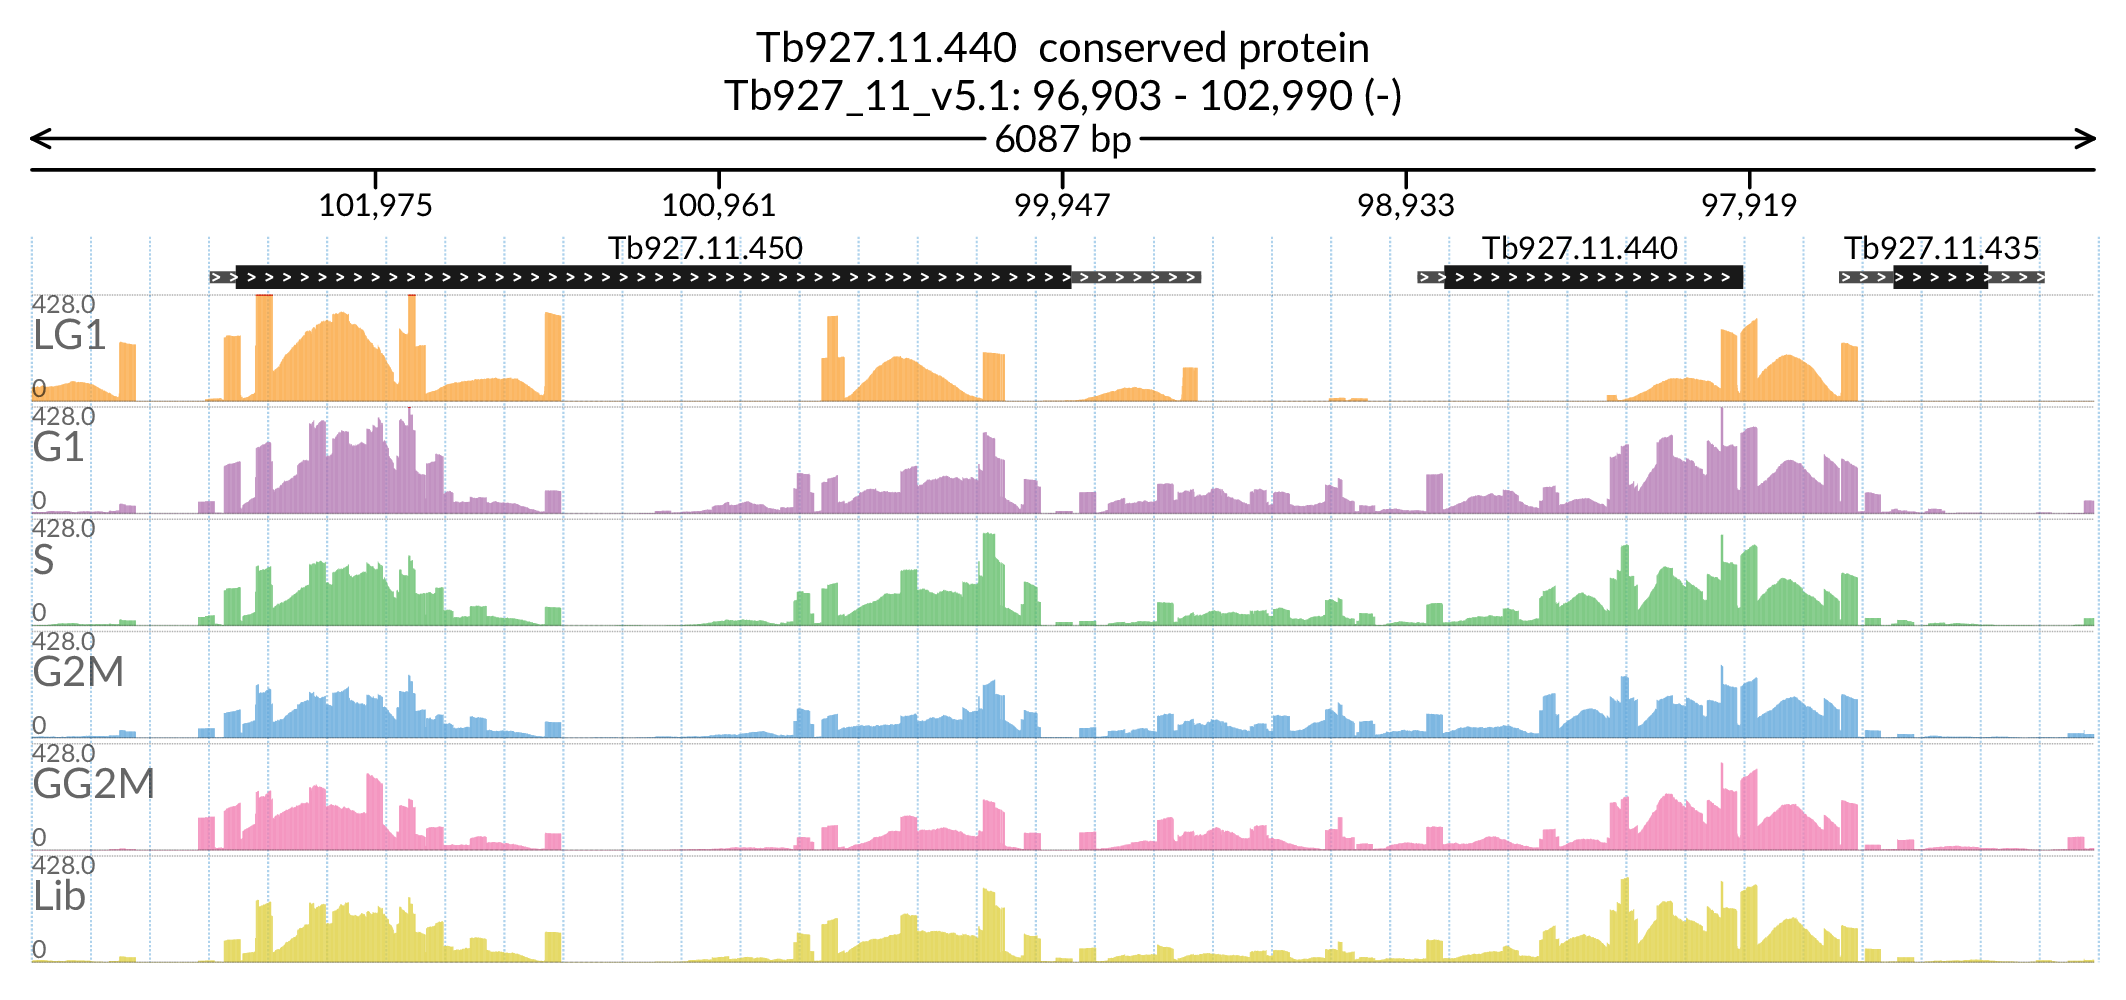 Tb927.11.440  conserved protein
Tb927_11_v5.1: 96,903 - 102,990 (-)
6087 bp
101,975 100,961 99,947 98,933 97,919
Tb927.11.450 Tb927.11.440 Tb927.11.435
428.0
LG1
0
428.0
G1
0
428.0
S
0
428.0
G2M
0
428.0
GG2M
0
428.0
Lib
0